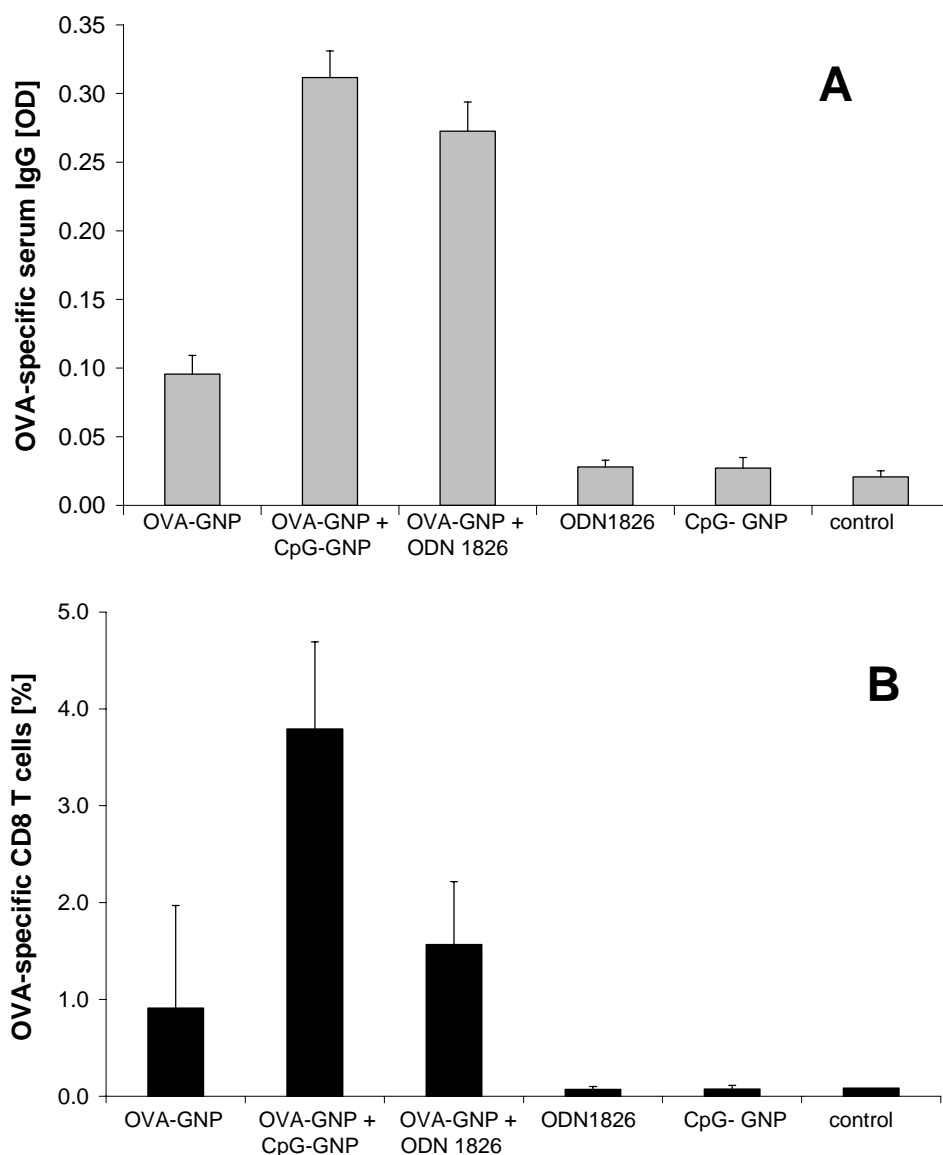 0.35
0.30
0.25
0.20
0.15
0.10
0.05
0.00
OVA-specific serum IgG [OD]
A
OVA-GNP
OVA-GNP +
CpG-GNP
OVA-GNP +
ODN 1826
ODN1826
CpG- GNP
control
5.0
4.0
3.0
2.0
1.0
0.0
OVA-specific CD8 T cells [%]
B
OVA-GNP
OVA-GNP +
CpG-GNP
OVA-GNP +
ODN 1826
ODN1826
CpG- GNP
control